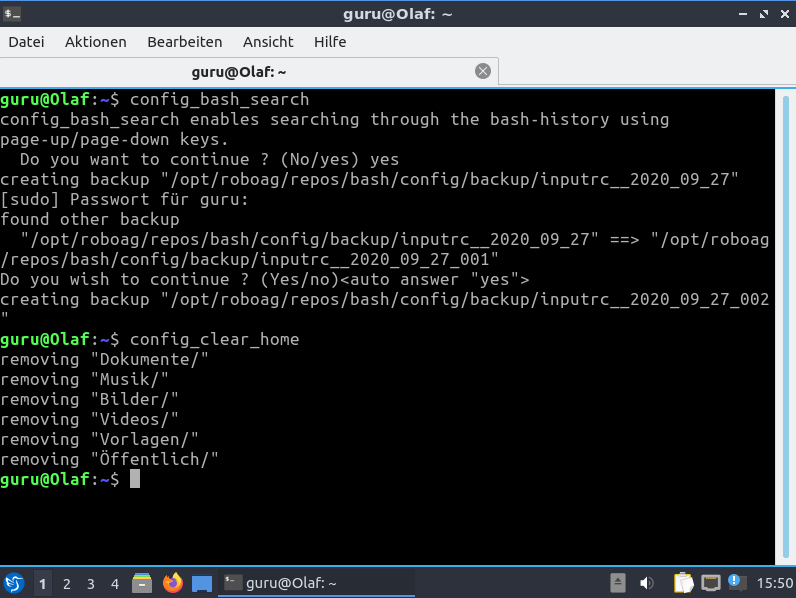 guru@Olaf: ~
Datei Aktionen Bearbeiten Ansicht Hilfe
guru@Olaf: ~
guru@Olaf:~$ config_bash_search
config_bash_search enables searching through the bash-history using
page-up/page-down keys.
  Do you want to continue ? (No/yes) yes
creating backup "/opt/roboag/repos/bash/config/backup/inputrc__2020_09_27"
[sudo] Passwort für guru:
found other backup
  "/opt/roboag/repos/bash/config/backup/inputrc__2020_09_27" ==> "/opt/roboag
/repos/bash/config/backup/inputrc__2020_09_27_001"
Do you wish to continue ? (Yes/no)<auto answer "yes">
creating backup "/opt/roboag/repos/bash/config/backup/inputrc__2020_09_27_002
"
guru@Olaf:~$ config_clear_home
removing "Dokumente/"
removing "Musik/"
removing "Bilder/"
removing "Videos/"
removing "Vorlagen/"
removing "Öffentlich/"
guru@Olaf:~$
1 2 3 4 guru@Olaf: ~ 15:50